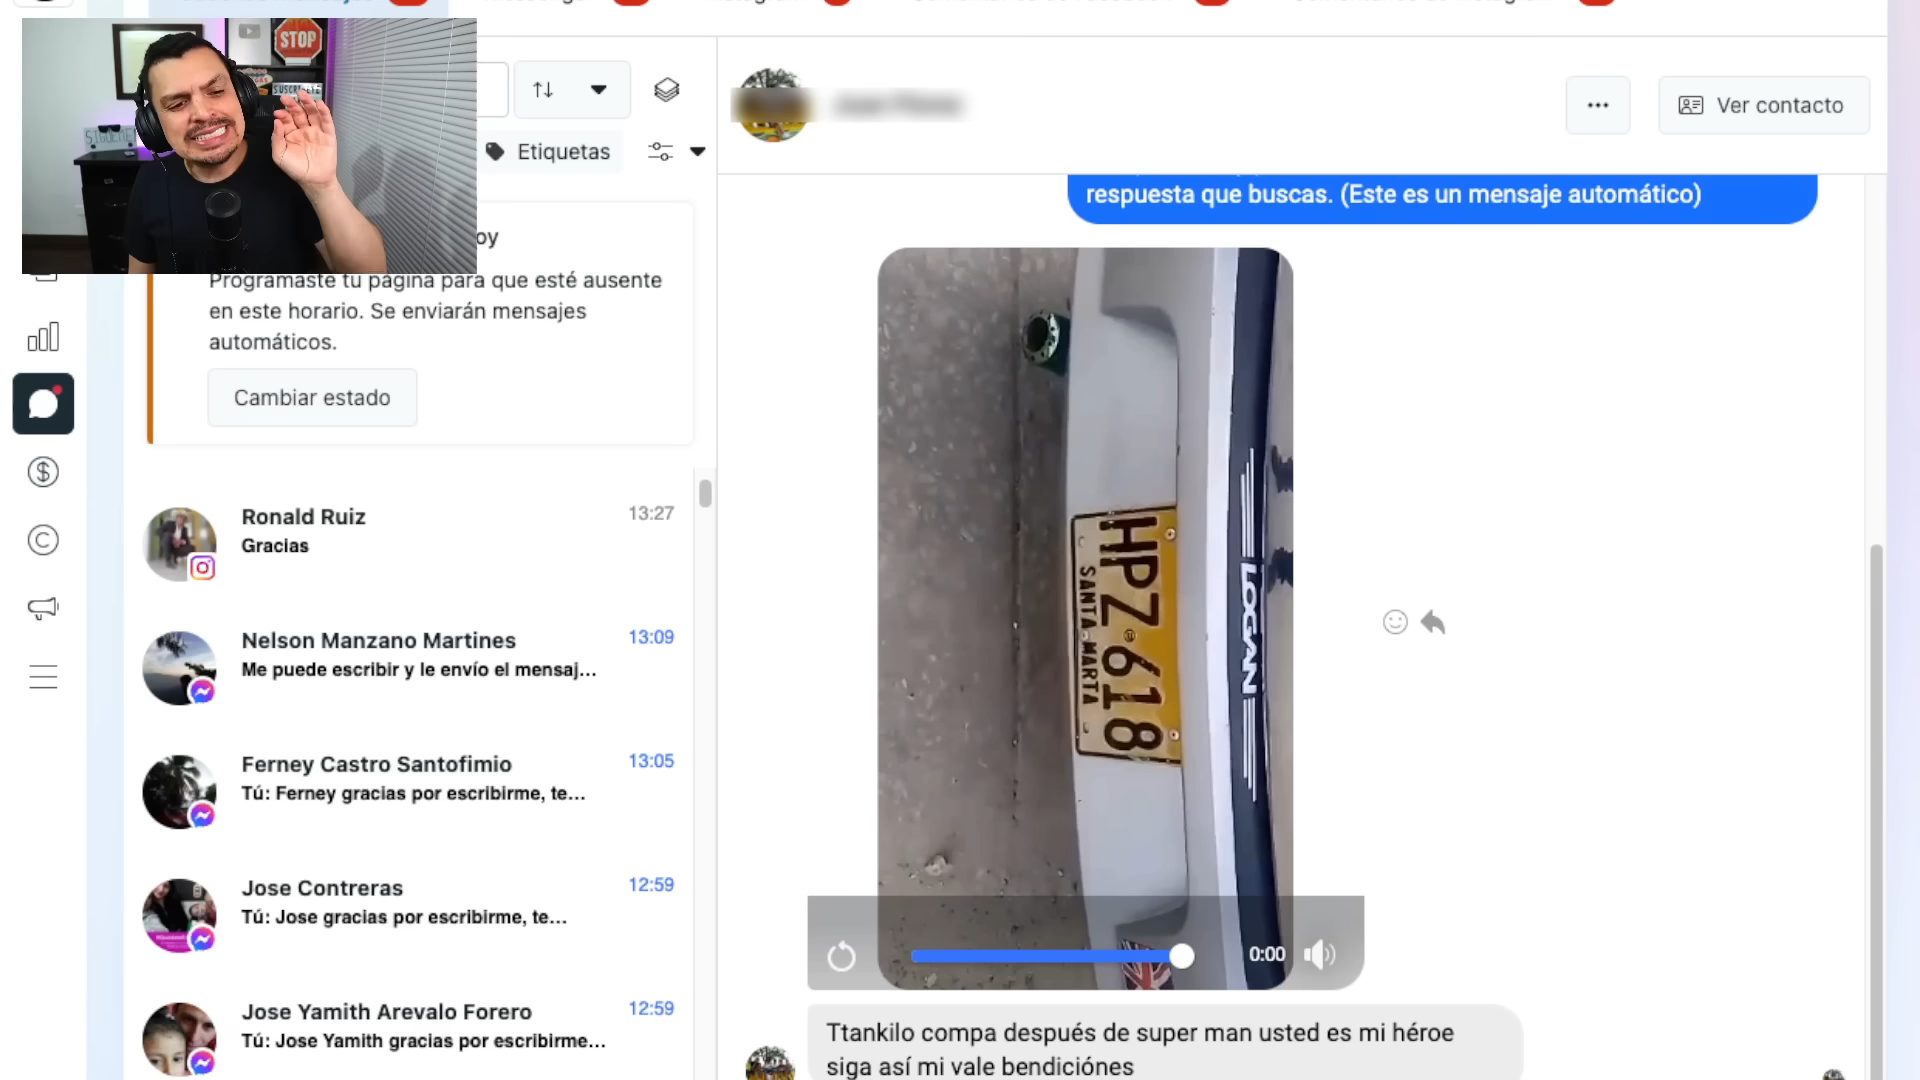 STOP
SUSCRÍBETE
SÍGUEME
Etiquetas
Ver contacto
oy
Programaste tu página para que esté ausente
en este horario. Se enviarán mensajes
automáticos.
Cambiar estado
Ronald Ruiz
13:27
Gracias
Nelson Manzano Martines
13:09
Me puede escribir y le envío el mensaj...
Ferney Castro Santofimio
13:05
Tú: Ferney gracias por escribirme, te...
Jose Contreras
12:59
Tú: Jose gracias por escribirme, te...
Jose Yamith Arevalo Forero
12:59
Tú: Jose Yamith gracias por escribirme...
respuesta que buscas. (Este es un mensaje automático)
HPZ 618
SANTA MARTA
LOGAN
0:00
Ttankilo compa después de super man usted es mi héroe
siga así mi vale bendiciónes